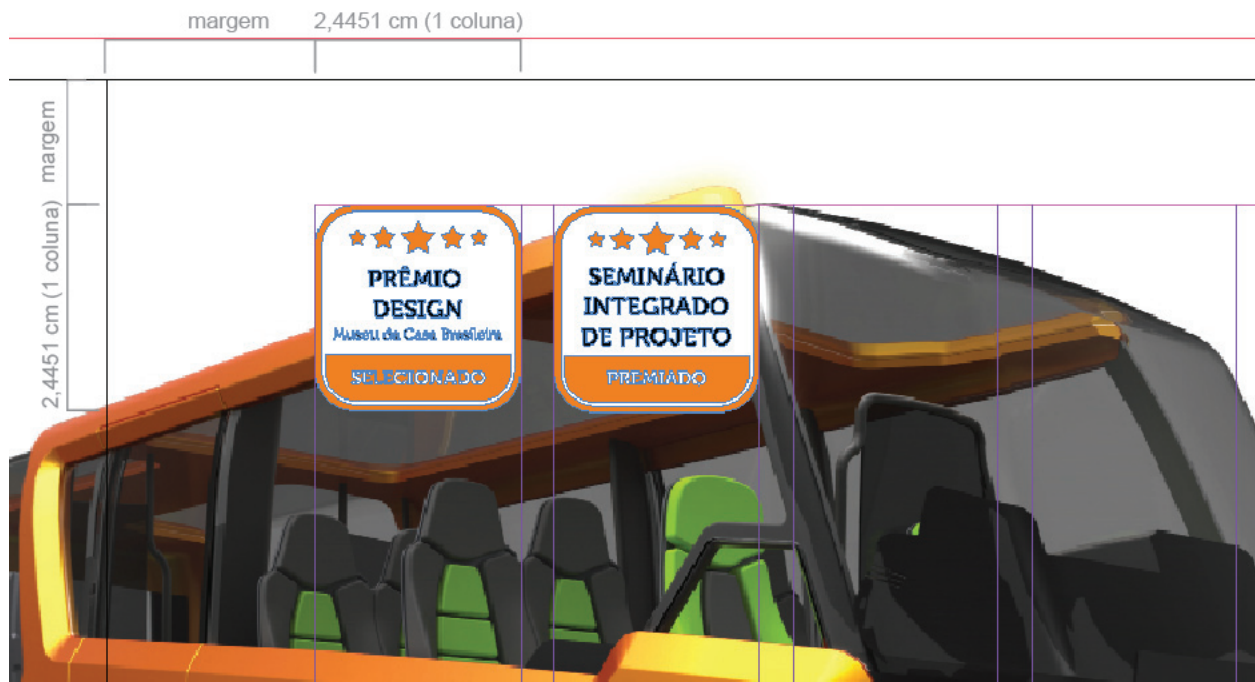 margem 2,4451 cm (1 coluna)
margem
2,4451 cm (1 coluna)
PRÊMIO
DESIGN
Museu da Casa Brasileira
SELECIONADO
SEMINÁRIO
INTEGRADO
DE PROJETO
PREMIADO